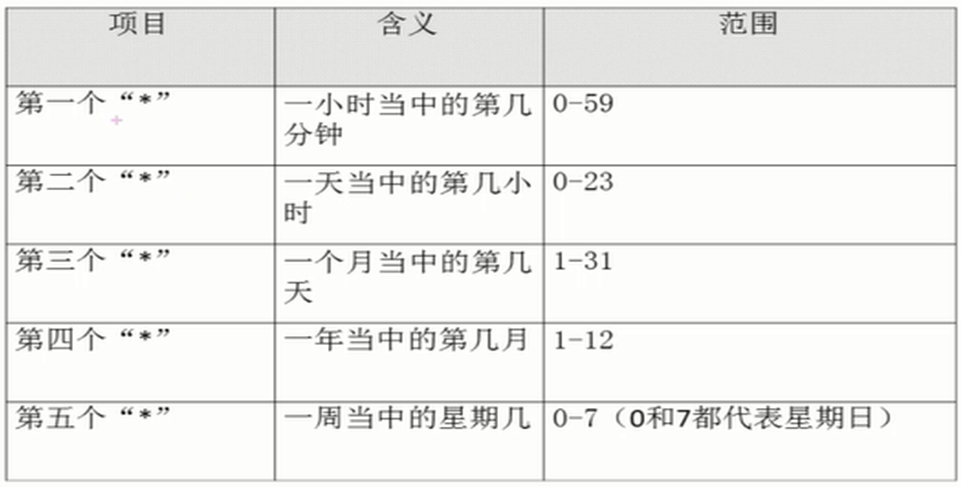 项目 含义 范围
第一个“*” 一小时当中的第几 0-59
分钟
第二个“*” 一天当中的第几小 0-23
时
第三个“*” 一个月当中的第几 1-31
天
第四个“*” 一年当中的第几月 1-12
第五个“*” 一周当中的星期几 0-7（0和7都代表星期日）